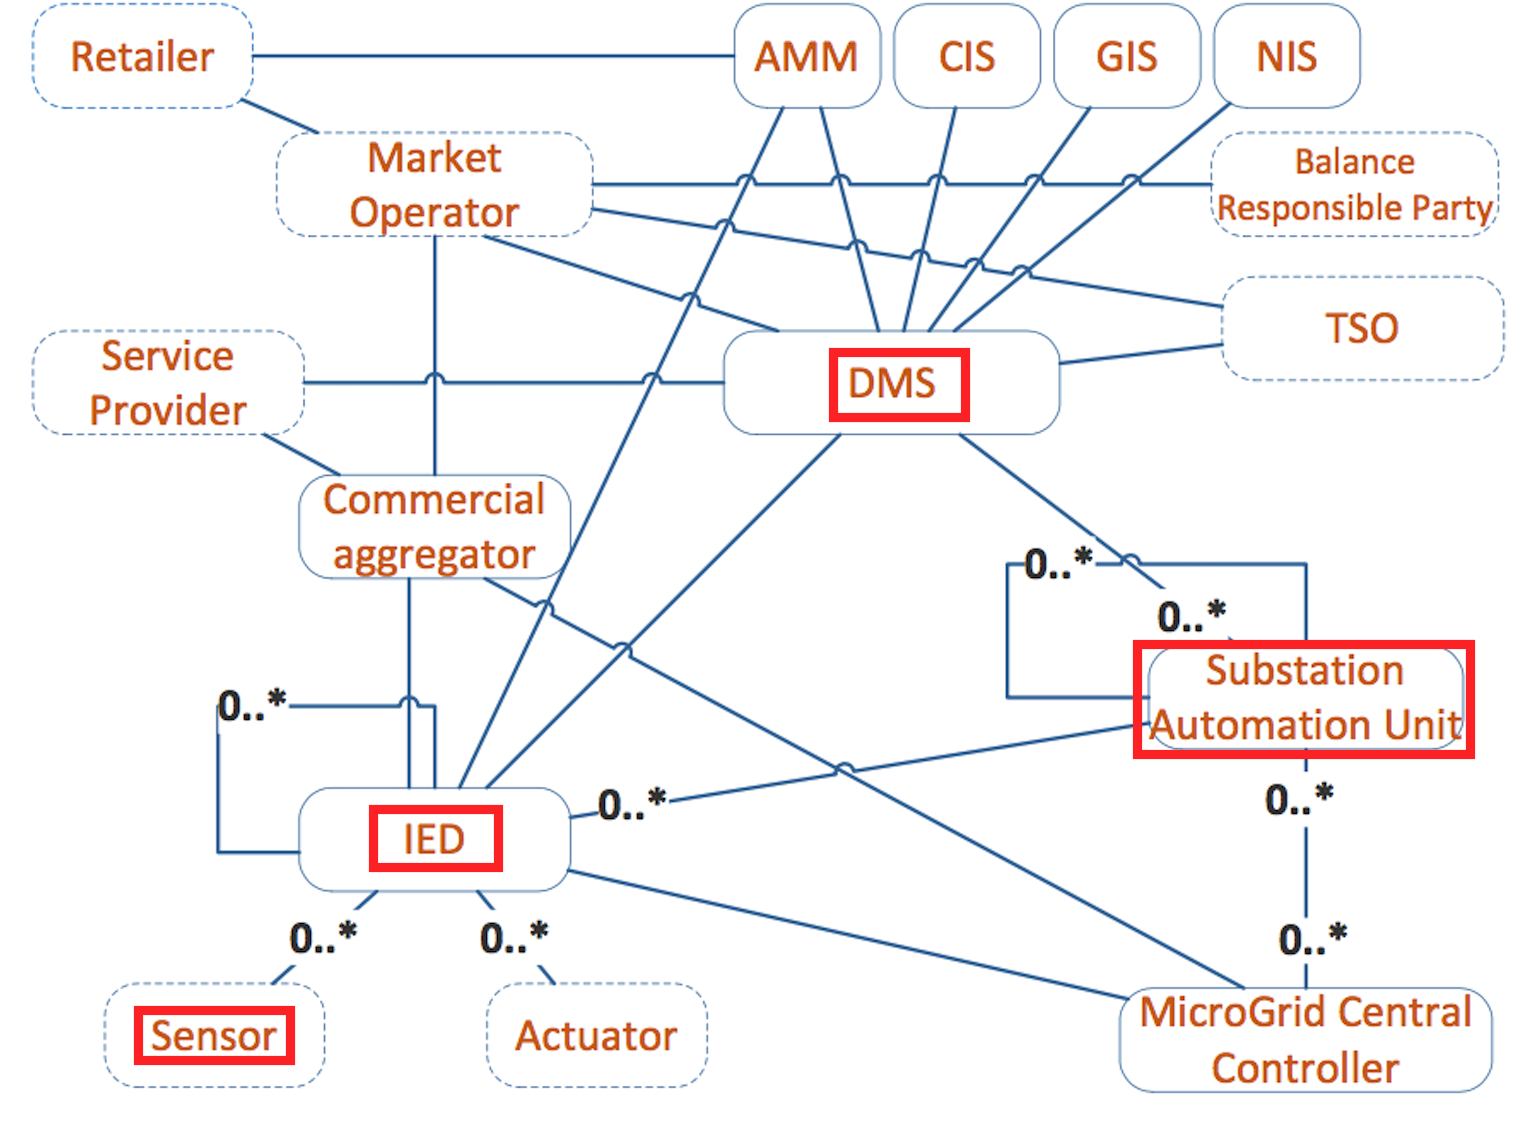 Retailer
AMM
CIS
GIS
NIS
Market
Operator
Balance
Responsible Party
TSO
Service
Provider
DMS
Commercial
aggregator
0..*
0..*
Substation
Automation Unit
0..*
0..*
0..*
IED
0..*
0..*
0..*
Sensor
Actuator
MicroGrid Central
Controller